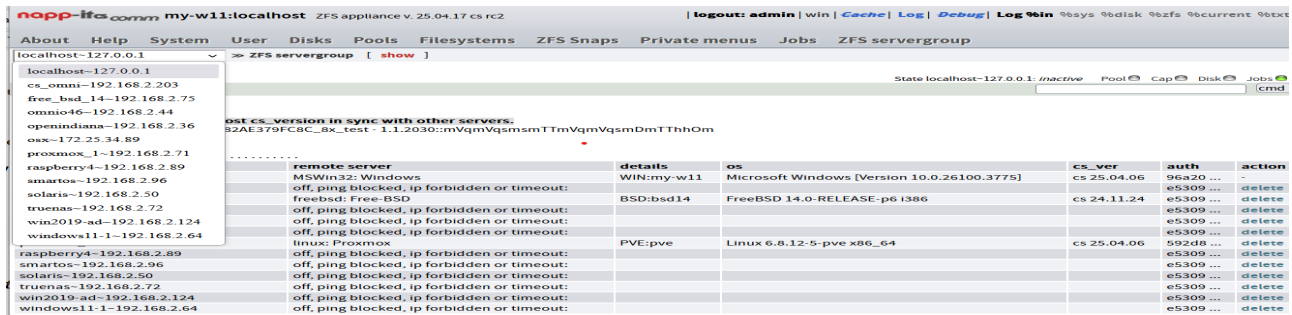 napp-it cs comm my-w11:localhost ZFS appliance v. 25.04.17 cs rc2 | logout: admin | win | Cache| Log| Debug| Log %in %sys %disk %zfs %current %txt
About Help System User Disks Pools Filesystems ZFS Snaps Private menus Jobs ZFS servergroup
localhost~127.0.0.1 >> ZFS servergroup [ show ]
State localhost~127.0.0.1: inactive Pool Cap Disk Jobs
cmd
localhost~127.0.0.1
cs_omni~192.168.2.203
free_bsd_14~192.168.2.75
omnio46~192.168.2.44
openindiana~192.168.2.36
osx~172.25.34.89
proxmox_1~192.168.2.71
raspberry4~192.168.2.89
smartos~192.168.2.96
solaris~192.168.2.50
truenas~192.168.2.72
win2019-ad~192.168.2.124
windows11-1~192.168.2.64
ost cs_version in sync with other servers.
82AE379FC8C_8x_test - 1.1.2030::mVqmVqsmsmTTmVqmVqsmDmTThhOm
..........
remote server details os cs_ver auth action
MSWin32: Windows WIN:my-w11 Microsoft Windows [Version 10.0.26100.3775] cs 25.04.06 96a20 ... -
off, ping blocked, ip forbidden or timeout: e5309 ... delete
freebsd: Free-BSD BSD:bsd14 FreeBSD 14.0-RELEASE-p6 i386 cs 24.11.24 e5309 ... delete
off, ping blocked, ip forbidden or timeout: e5309 ... delete
off, ping blocked, ip forbidden or timeout: e5309 ... delete
off, ping blocked, ip forbidden or timeout: e5309 ... delete
linux: Proxmox PVE:pve Linux 6.8.12-5-pve x86_64 cs 25.04.06 592d8 ... delete
raspberry4~192.168.2.89 off, ping blocked, ip forbidden or timeout: e5309 ... delete
smartos~192.168.2.96 off, ping blocked, ip forbidden or timeout: e5309 ... delete
solaris~192.168.2.50 off, ping blocked, ip forbidden or timeout: e5309 ... delete
truenas~192.168.2.72 off, ping blocked, ip forbidden or timeout: e5309 ... delete
win2019-ad~192.168.2.124 off, ping blocked, ip forbidden or timeout: e5309 ... delete
windows11-1~192.168.2.64 off, ping blocked, ip forbidden or timeout: e5309 ... delete